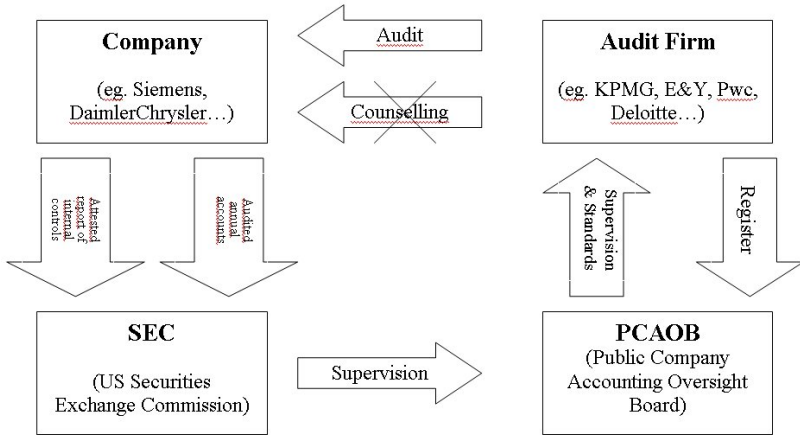 Company
(eg. Siemens,
DaimlerChrysler…)
Audit
Counselling
Audit Firm
(eg. KPMG, E&Y, Pwc,
Deloitte…)
Attested
report of
internal
controls
Audited
annual
accounts
Supervision
& Standards
Register
SEC
(US Securities
Exchange Commission)
Supervision
PCAOB
(Public Company
Accounting Oversight
Board)